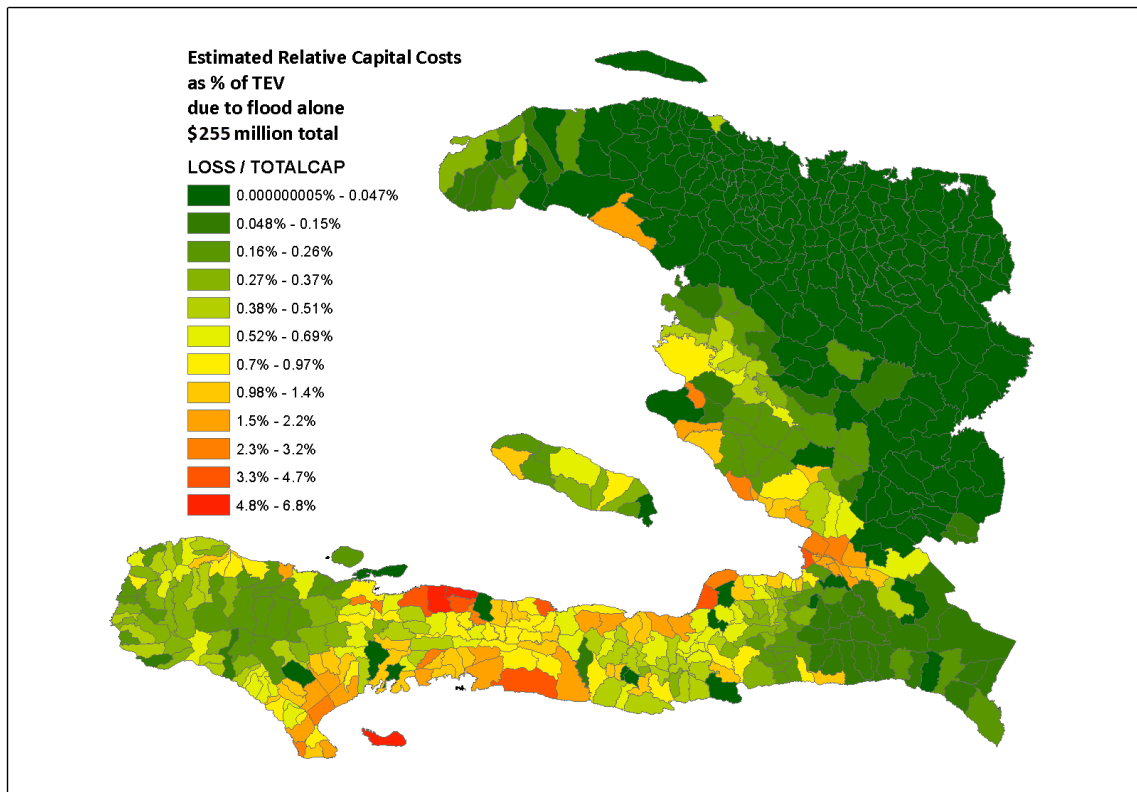 Estimated Relative Capital Costs
as % of TEV
due to flood alone
$255 million total
LOSS / TOTALCAP
0.000000005% - 0.047%
0.048% - 0.15%
0.16% - 0.26%
0.27% - 0.37%
0.38% - 0.51%
0.52% - 0.69%
0.7% - 0.97%
0.98% - 1.4%
1.5% - 2.2%
2.3% - 3.2%
3.3% - 4.7%
4.8% - 6.8%